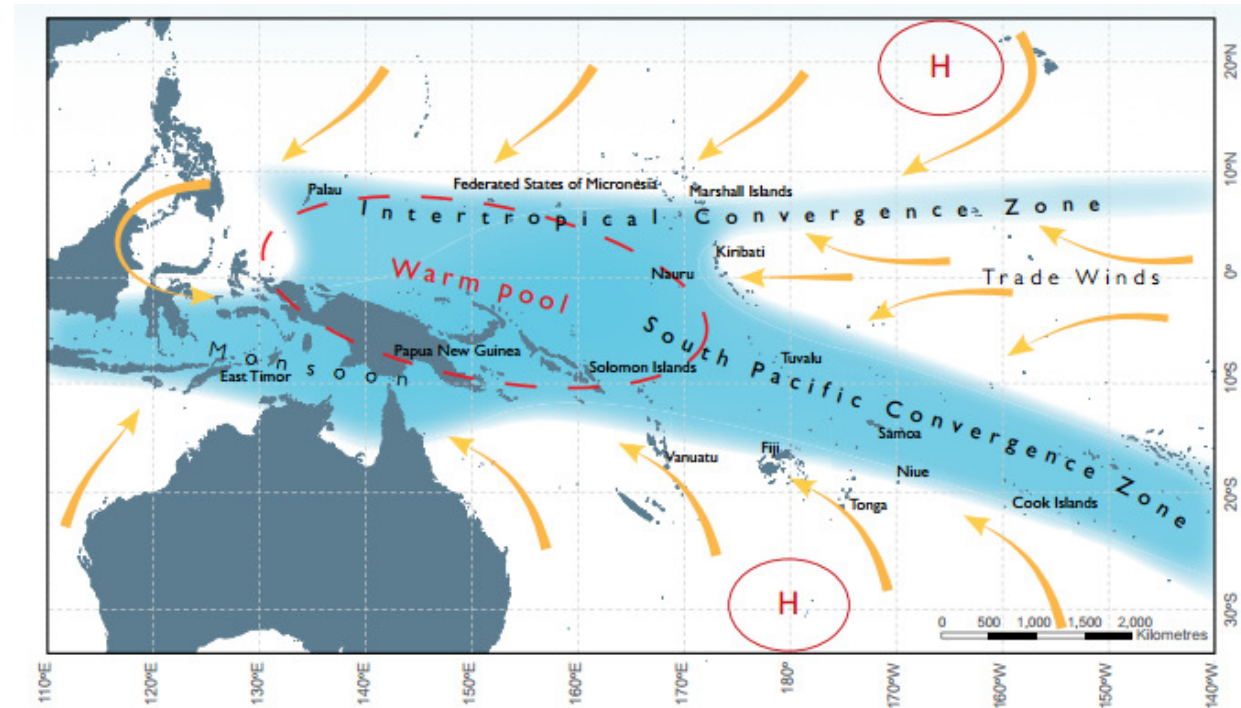 H
20°N
10°N
Palau
Federated States of Micronesia
Marshall Islands
Intertropical Convergence Zone
Kiribati
Warm pool
Nauru
Trade Winds
0°
South Pacific Convergence Zone
Monsoon
Papua New Guinea
East Timor
Solomon Islands
Tuvalu
10°S
Samoa
Fiji
Vanuatu
Niue
Tonga
Cook Islands
20°S
H
30°S
0 500 1,000 1,500 2,000
Kilometres
110°E 120°E 130°E 140°E 150°E 160°E 170°E 180° 170°W 160°W 150°W 140°W